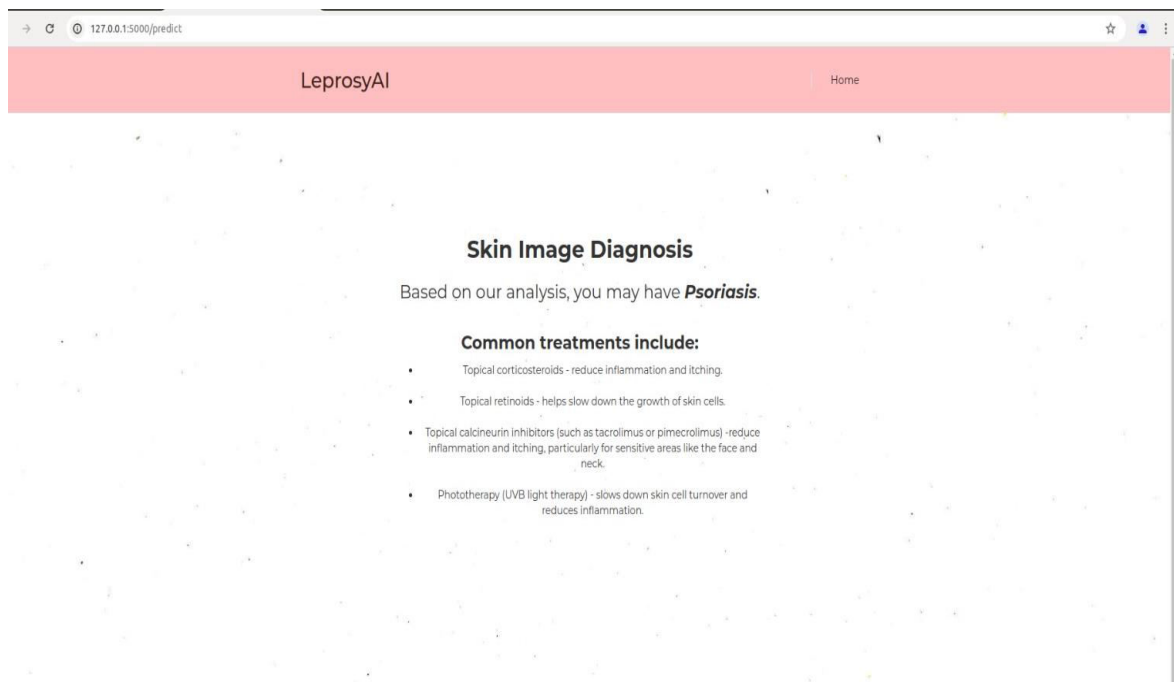 127.0.0.1:5000/predict
LeprosyAI
Home
Skin Image Diagnosis
Based on our analysis, you may have Psoriasis.
Common treatments include:
• Topical corticosteroids - reduce inflammation and itching.
• Topical retinoids - helps slow down the growth of skin cells.
• Topical calcineurin inhibitors (such as tacrolimus or pimecrolimus) -reduce
inflammation and itching, particularly for sensitive areas like the face and
neck.
• Phototherapy (UVB light therapy) - slows down skin cell turnover and
reduces inflammation.